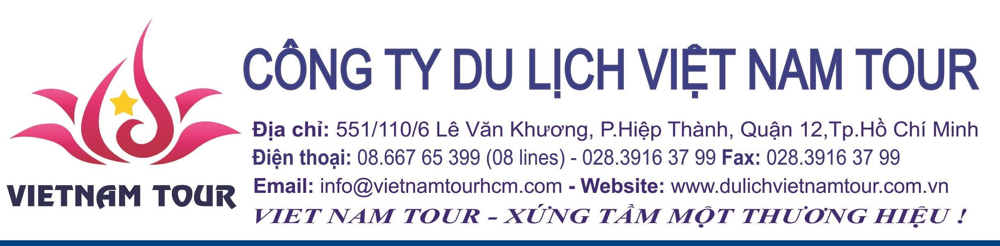 CÔNG TY DU LỊCH VIỆT NAM TOUR
Địa chỉ: 551/110/6 Lê Văn Khương, P.Hiệp Thành, Quận 12,Tp.Hồ Chí Minh
Điện thoại: 08.667 65 399 (08 lines) - 028.3916 37 99 Fax: 028.3916 37 99
Email: info@vietnamtourhcm.com - Website: www.dulichvietnamtour.com.vn
VIETNAM TOUR
VIET NAM TOUR - XỨNG TẦM MỘT THƯƠNG HIỆU !